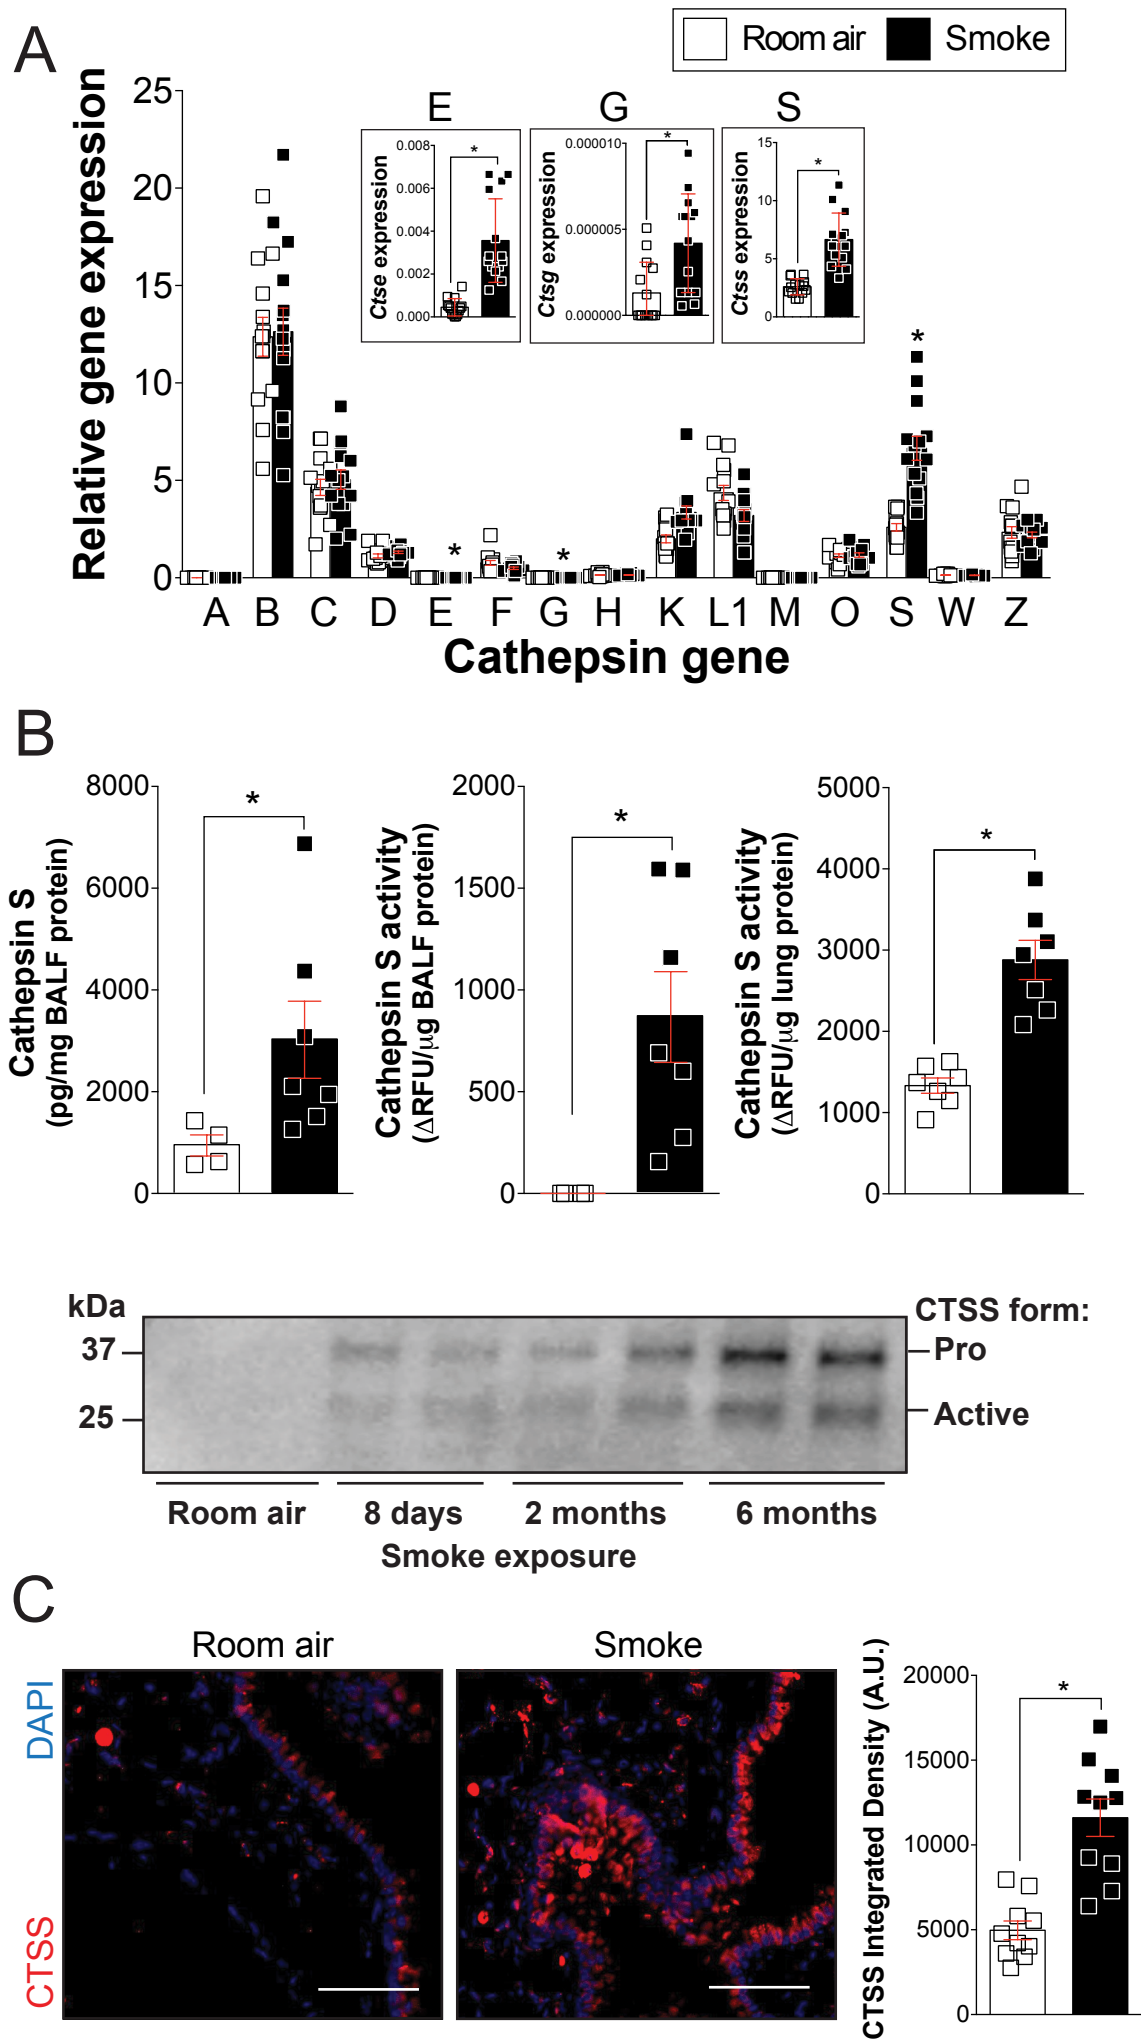 A
Room air
Smoke
Relative gene expression
25
20
15
10
5
0
E
G
S
Ctse expression
0.008
0.006
0.004
0.002
0.000
*
Ctsg expression
0.000010
0.000005
0.000000
*
Ctss expression
15
10
5
0
*
*
*
*
A B C D E F G H K L1 M O S W Z
Cathepsin gene
B
Cathepsin S
(pg/mg BALF protein)
8000
6000
4000
2000
0
*
Cathepsin S activity
(ΔRFU/µg BALF protein)
2000
1500
1000
500
0
*
Cathepsin S activity
(ΔRFU/µg lung protein)
5000
4000
3000
2000
1000
0
*
kDa
37
25
CTSS form:
Pro
Active
Room air
8 days
2 months
6 months
Smoke exposure
C
Room air
Smoke
DAPI
CTSS
CTSS Integrated Density (A.U.)
20000
15000
10000
5000
0
*